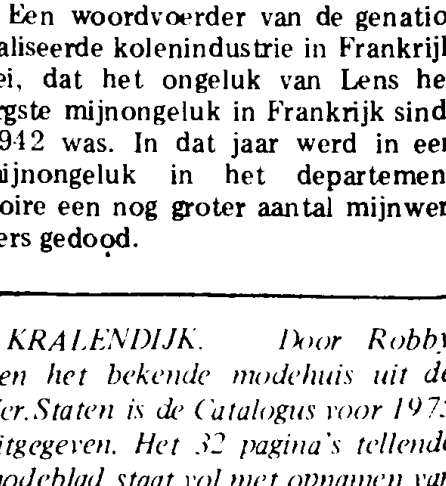 Een woordvoerder van de genatio
aliseerde kolenindustrie in Frankrijk
ei, dat het ongeluk van Lens he
rgste mijnongeluk in Frankrijk sind
942 was. In dat jaar werd in een
ijnongeluk in het departemen
oire een nog groter aantal mijnwer
ers gedood.
KRALENDIJK. Door Robby
en het bekende modehuis uit de
er. Staten is de Catalogus voor 1975
itgegeven. Het 32 pagina's tellende
odeblad staat vol met opnamen van